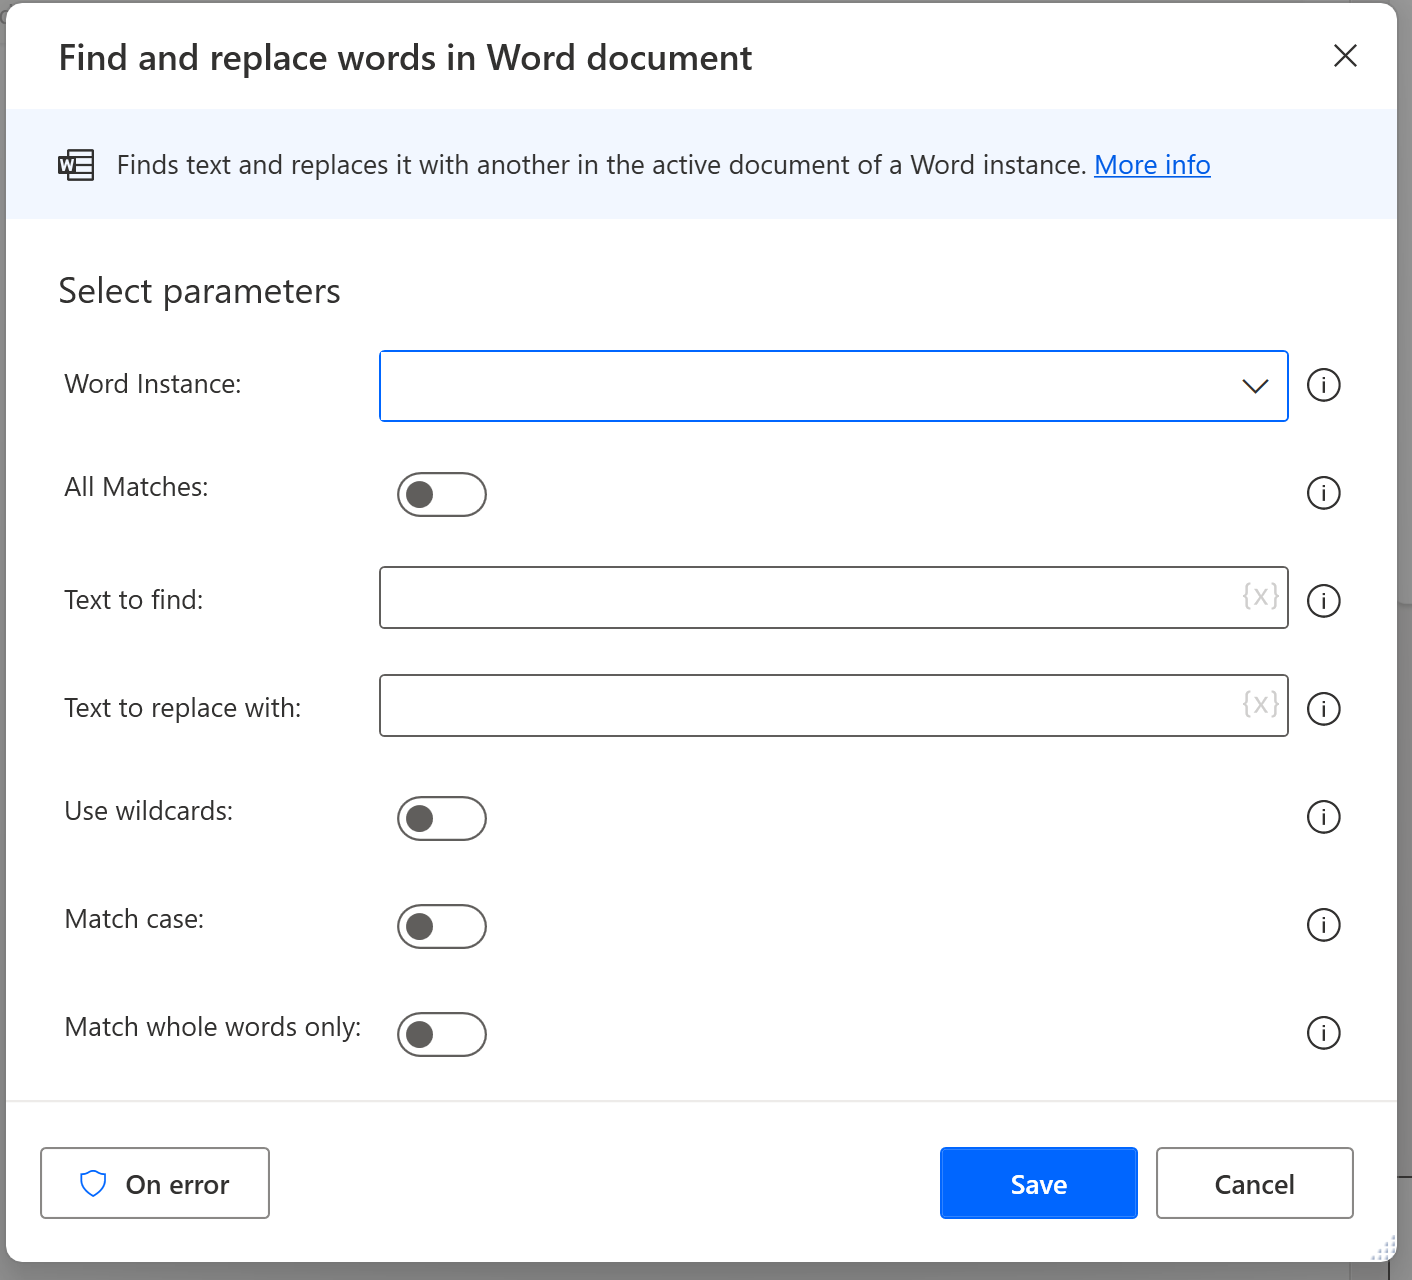 Find and replace words in Word document
W Finds text and replaces it with another in the active document of a Word instance. More info
Select parameters
Word Instance:
All Matches:
Text to find: {x}
Text to replace with: {x}
Use wildcards:
Match case:
Match whole words only:
On error Save Cancel